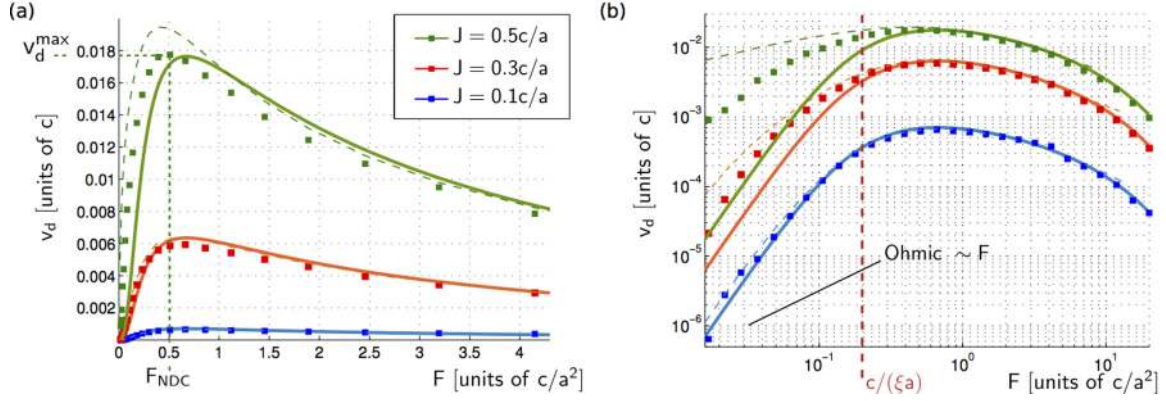 (a)
v_d^max
0.018
0.016
0.014
0.012
0.01
0.008
0.006
0.004
0.002
v_d [units of c]
J = 0.5c/a
J = 0.3c/a
J = 0.1c/a
0 0.5 1 1.5 2 2.5 3 3.5 4
F_NDC
F [units of c/a²]
(b)
10⁻²
10⁻³
10⁻⁴
10⁻⁵
10⁻⁶
v_d [units of c]
Ohmic ~ F
10⁻¹ 10⁰ 10¹
c/(ξa)
F [units of c/a²]